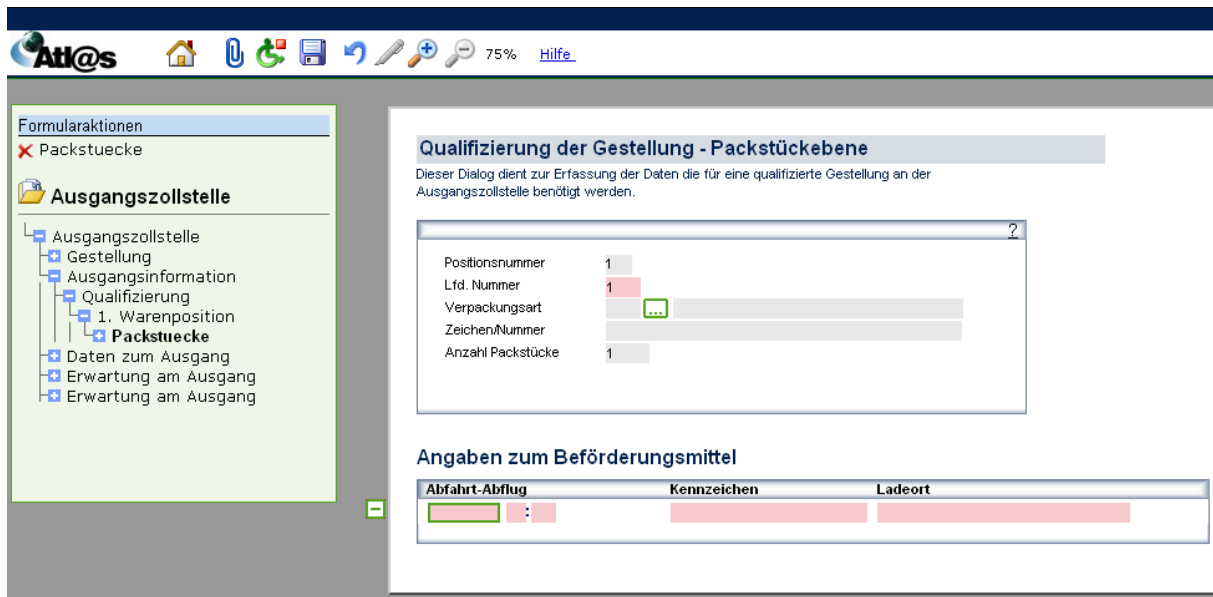 Atl@s
75% Hilfe
Formularaktionen
Packstuecke
Ausgangszollstelle
Ausgangszollstelle
Gestellung
Ausgangsinformation
Qualifizierung
1. Warenposition
Packstuecke
Daten zum Ausgang
Erwartung am Ausgang
Erwartung am Ausgang
Qualifizierung der Gestellung - Packstückebene
Dieser Dialog dient zur Erfassung der Daten die für eine qualifizierte Gestellung an der
Ausgangszollstelle benötigt werden.
?
Positionsnummer 1
Lfd. Nummer 1
Verpackungsart ...
Zeichen/Nummer
Anzahl Packstücke 1
Angaben zum Beförderungsmittel
Abfahrt-Abflug Kennzeichen Ladeort
: